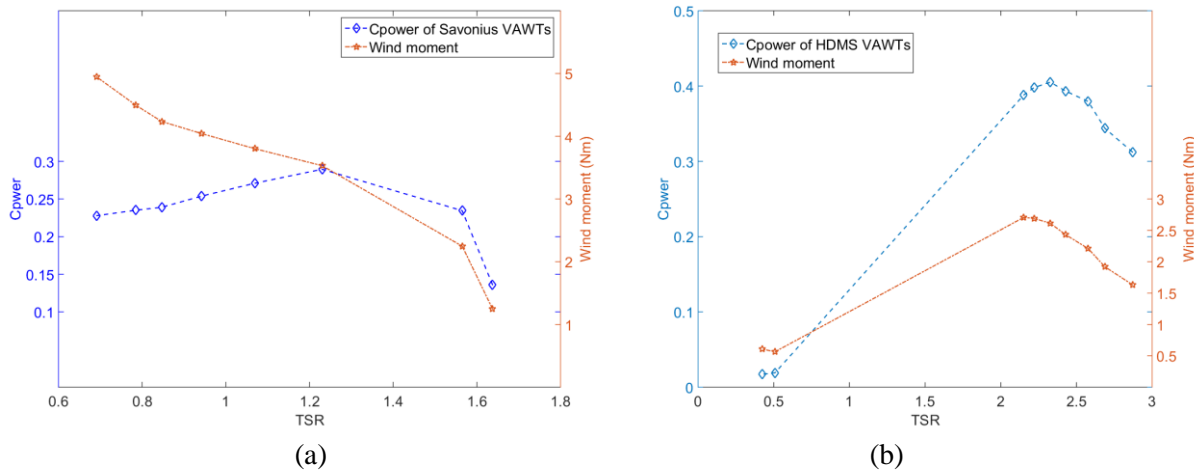 Cpower of Savonius VAWTs
Wind moment
Cpwer
0.3
0.25
0.2
0.15
0.1
5
4
3
2
1
Wind moment (Nm)
0.6 0.8 1 1.2 1.4 1.6 1.8
TSR
(a)
Cpower of HDMS VAWTs
Wind moment
Cpwer
0.5
0.4
0.3
0.2
0.1
0
3
2.5
2
1.5
1
0.5
Wind moment (Nm)
0 0.5 1 1.5 2 2.5 3
TSR
(b)